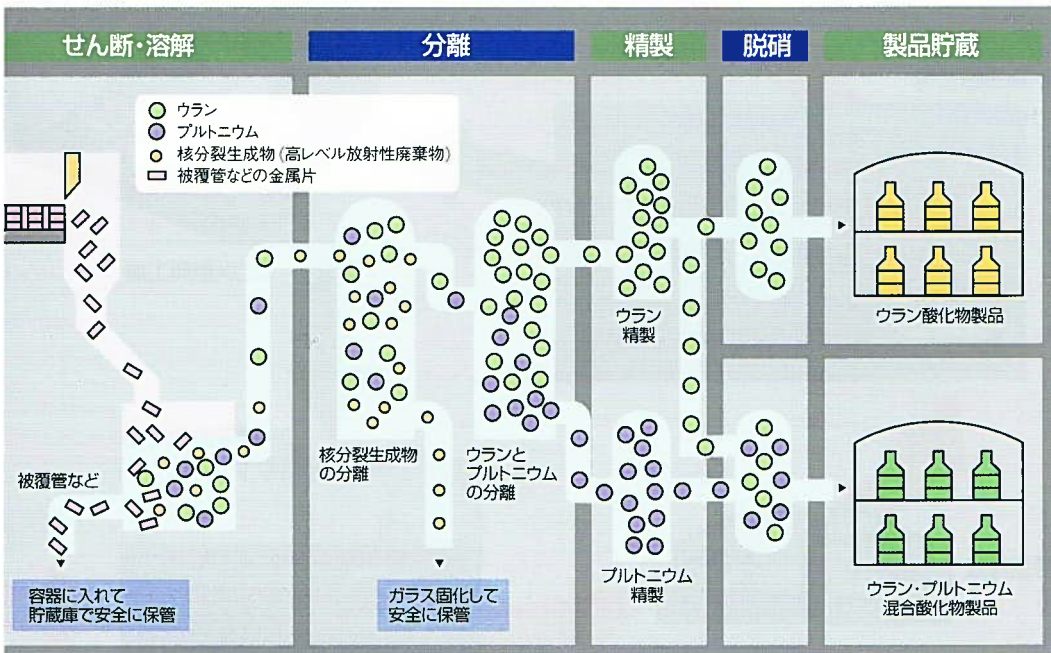 せん断・溶解
分離
精製
脱硝
製品貯蔵
ウラン
プルトニウム
核分裂生成物(高レベル放射性廃棄物)
被覆管などの金属片
ウラン
精製
ウラン酸化物製品
被覆管など
核分裂生成物
の分離
ウランと
プルトニウム
の分離
プルトニウム
精製
ウラン・プルトニウム
混合酸化物製品
容器に入れて
貯蔵庫で安全に保管
ガラス固化して
安全に保管